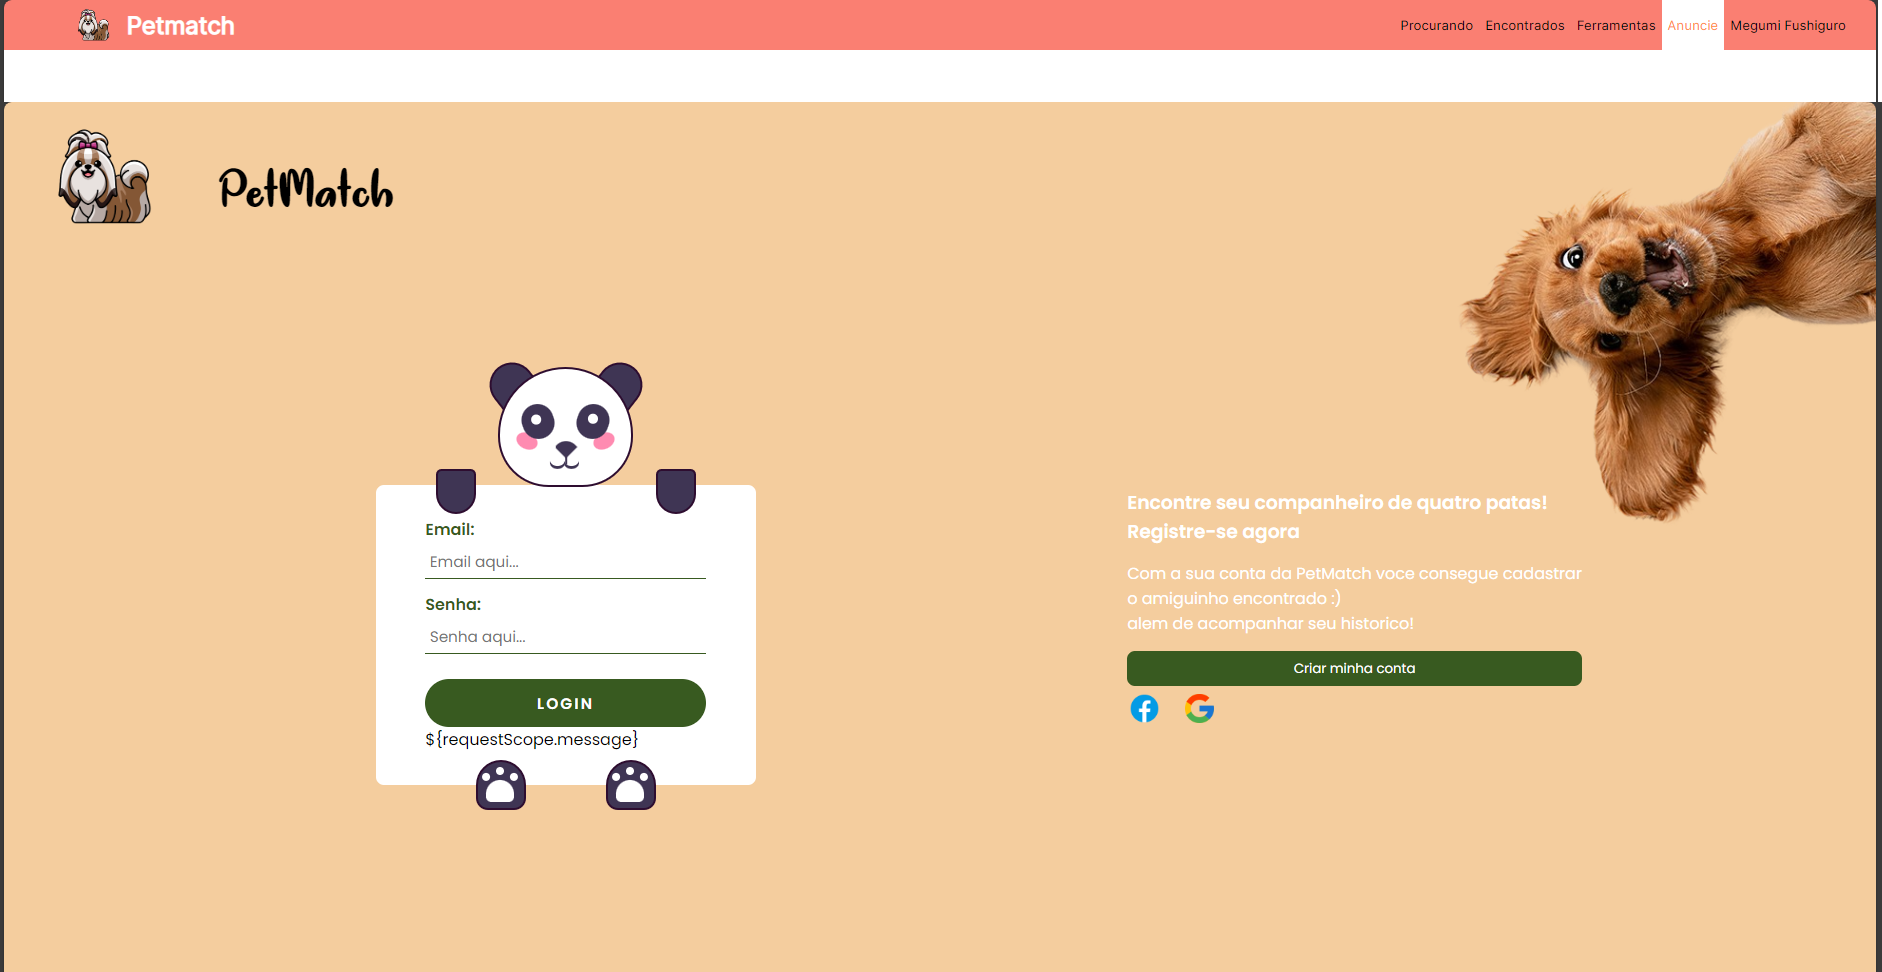 Petmatch
Procurando Encontrados Ferramentas Anuncie Megumi Fushiguro
PetMatch
Email:
Email aqui...
Senha:
Senha aqui...
LOGIN
${requestScope.message}
Encontre seu companheiro de quatro patas!
Registre-se agora
Com a sua conta da PetMatch voce consegue cadastrar
o amiguinho encontrado :)
alem de acompanhar seu historico!
Criar minha conta